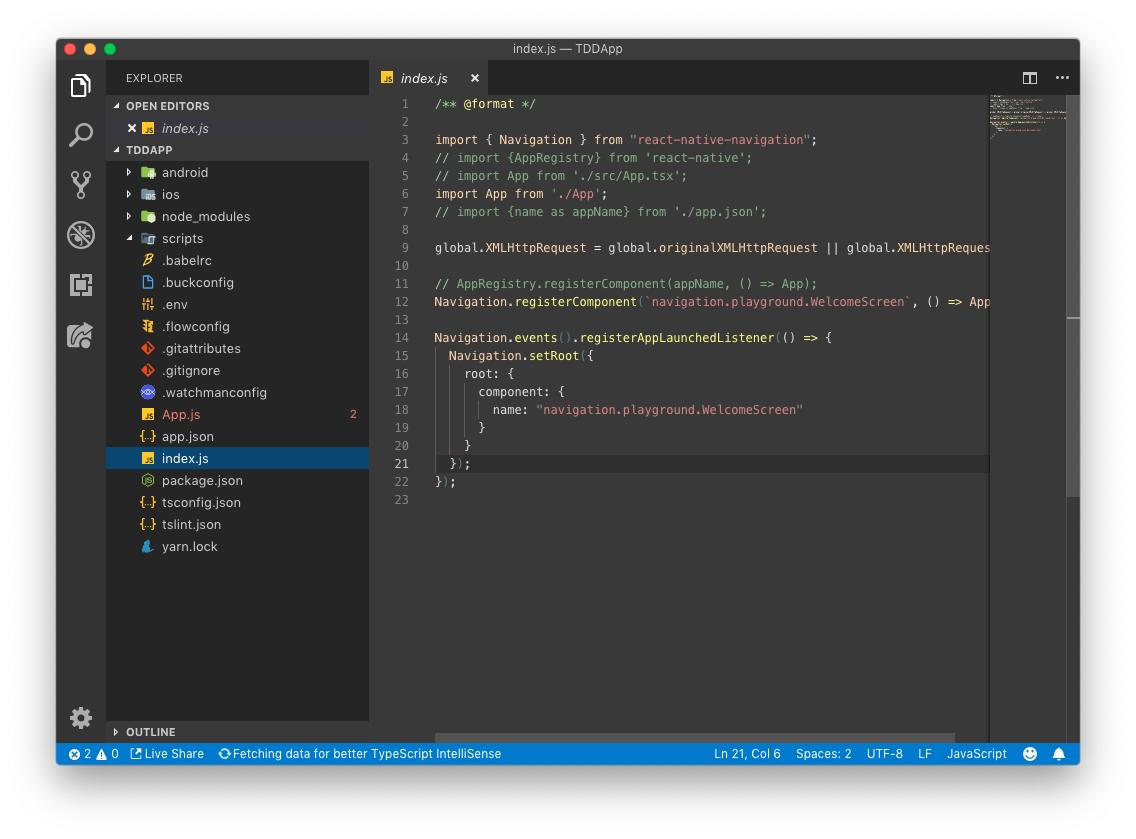 index.js — TDDApp
EXPLORER
OPEN EDITORS
index.js
TDDAPP
android
ios
node_modules
scripts
.babelrc
.buckconfig
.env
.flowconfig
.gitattributes
.gitignore
.watchmanconfig
App.js 2
app.json
index.js
package.json
tsconfig.json
tslint.json
yarn.lock
OUTLINE
index.js
1 /** @format */
2
3 import { Navigation } from "react-native-navigation";
4 // import {AppRegistry} from 'react-native';
5 // import App from './src/App.tsx';
6 import App from './App';
7 // import {name as appName} from './app.json';
8
9 global.XMLHttpRequest = global.originalXMLHttpRequest || global.XMLHttpReques
10
11 // AppRegistry.registerComponent(appName, () => App);
12 Navigation.registerComponent(`navigation.playground.WelcomeScreen`, () => App
13
14 Navigation.events().registerAppLaunchedListener(() => {
15 Navigation.setRoot({
16 root: {
17 component: {
18 name: "navigation.playground.WelcomeScreen"
19 }
20 }
21 });
22 });
23
2 0 Live Share Fetching data for better TypeScript IntelliSense Ln 21, Col 6 Spaces: 2 UTF-8 LF JavaScript